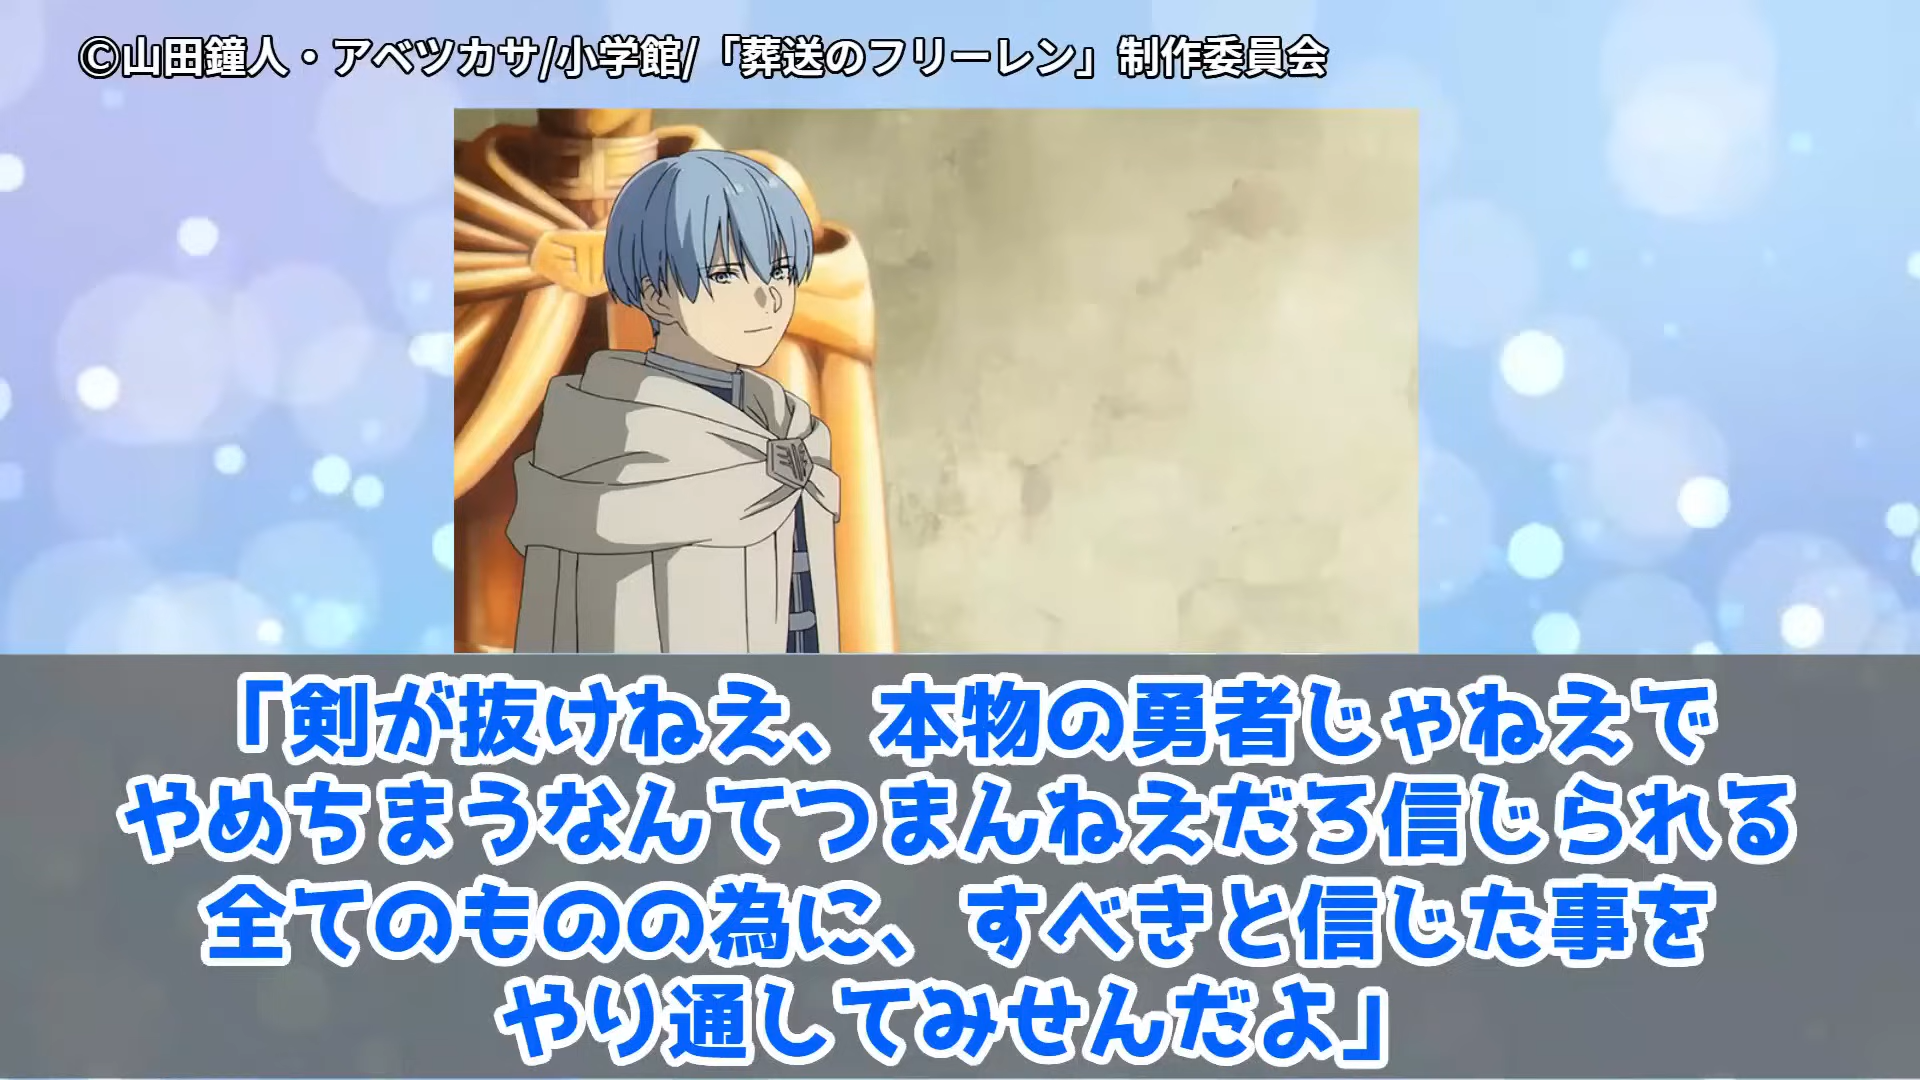 ©山田鐘人・アベツカサ/小学館/「葬送のフリーレン」制作委員会
「剣が抜けねえ、本物の勇者じゃねえで
やめちまうなんてつまんねえだろ信じられる
全てのものの為に、すべきと信じた事を
やり通してみせんだよ」